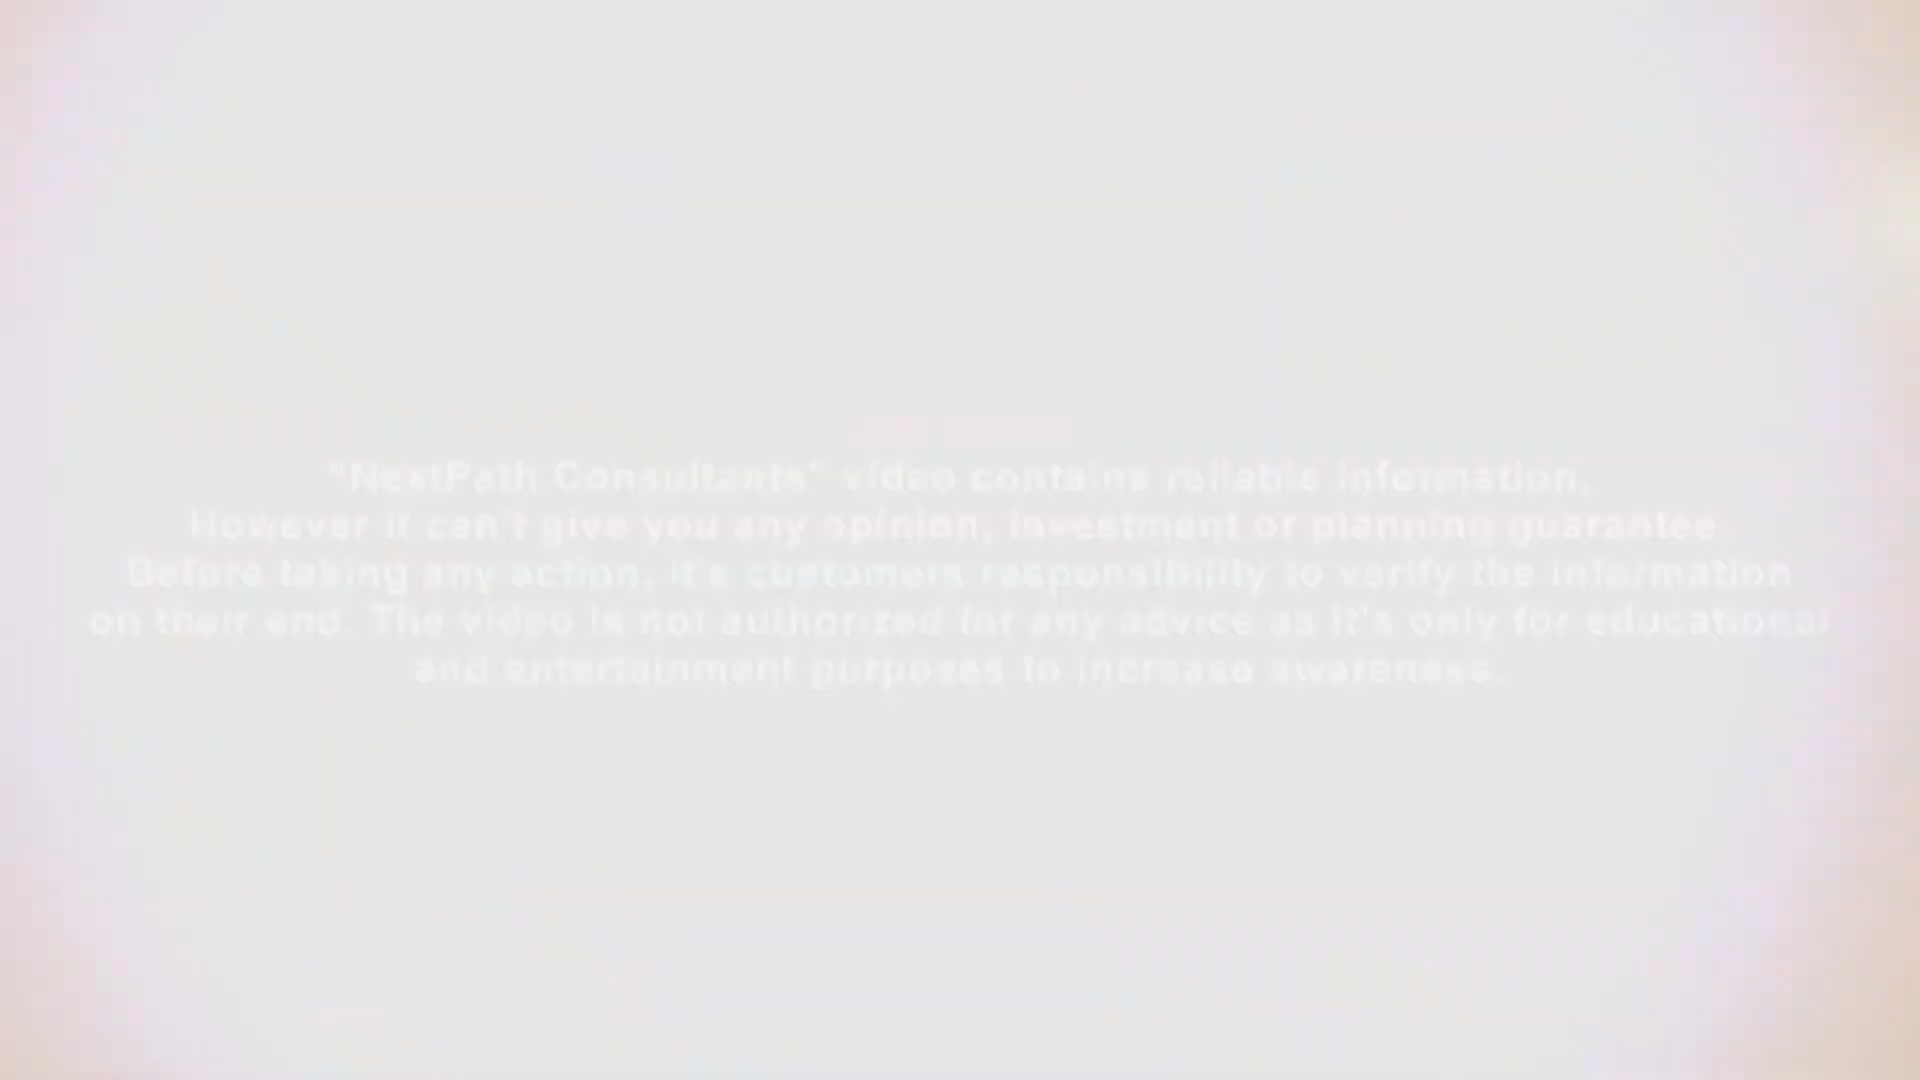 "NextPath Consultants" video contains reliable information.
However it can't give you any opinion, investment or planning guarantee.
Before taking any action, it's customers responsibility to verify the information
on their end. The video is not authorized for any advice as it's only for educational
and entertainment purposes to increase awareness.